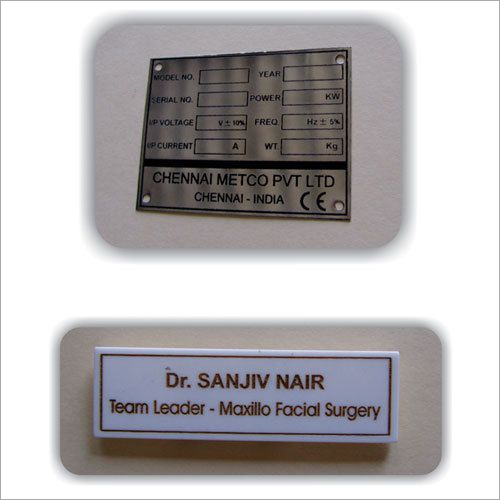 MODEL NO. YEAR
SERIAL NO. POWER KW
I/P VOLTAGE V ± 10% FREQ. Hz ± 5%
I/P CURRENT A WT. Kg.
CHENNAI METCO PVT LTD
CHENNAI - INDIA CE
Dr. SANJIV NAIR
Team Leader - Maxillo Facial Surgery